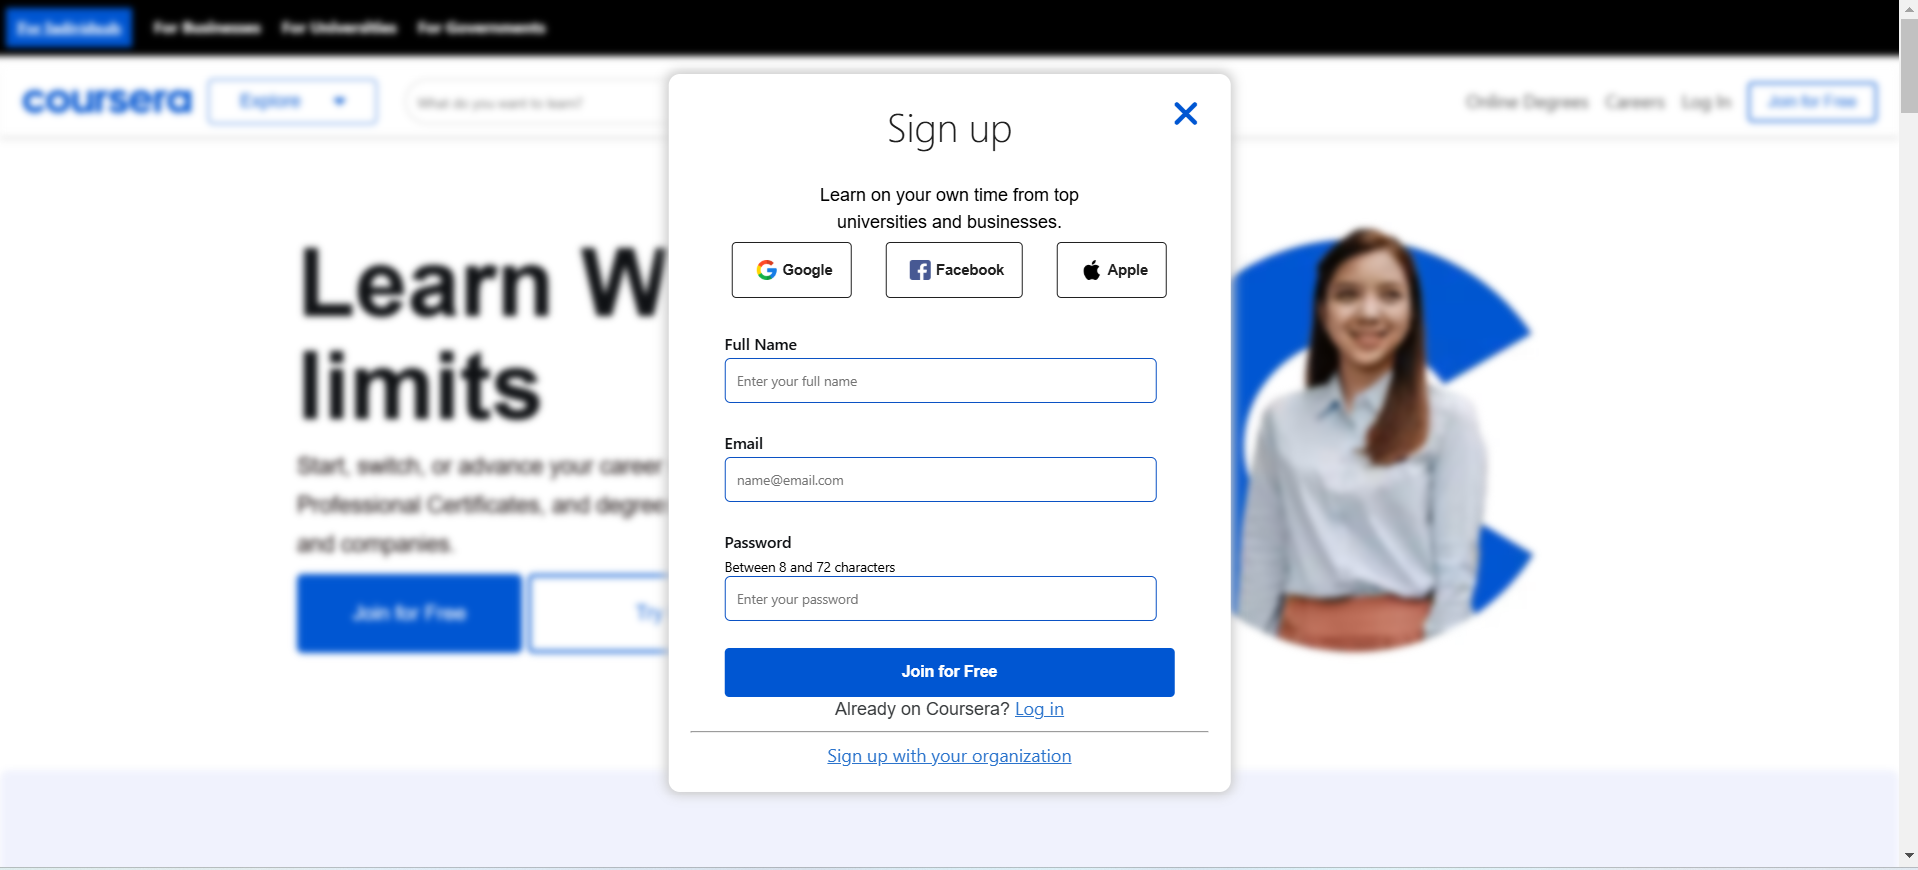 For Individuals For Businesses For Universities For Governments
coursera Explore What do you want to learn? Online Degrees Careers Log In Join for Free
Sign up
Learn on your own time from top
universities and businesses.
Google Facebook Apple
Learn W
limits
Full Name
Enter your full name
Email
name@email.com
Start, switch, or advance your career
Professional Certificates, and degree
and companies.
Password
Between 8 and 72 characters
Enter your password
Join for Free Try
Join for Free
Already on Coursera? Log in
Sign up with your organization